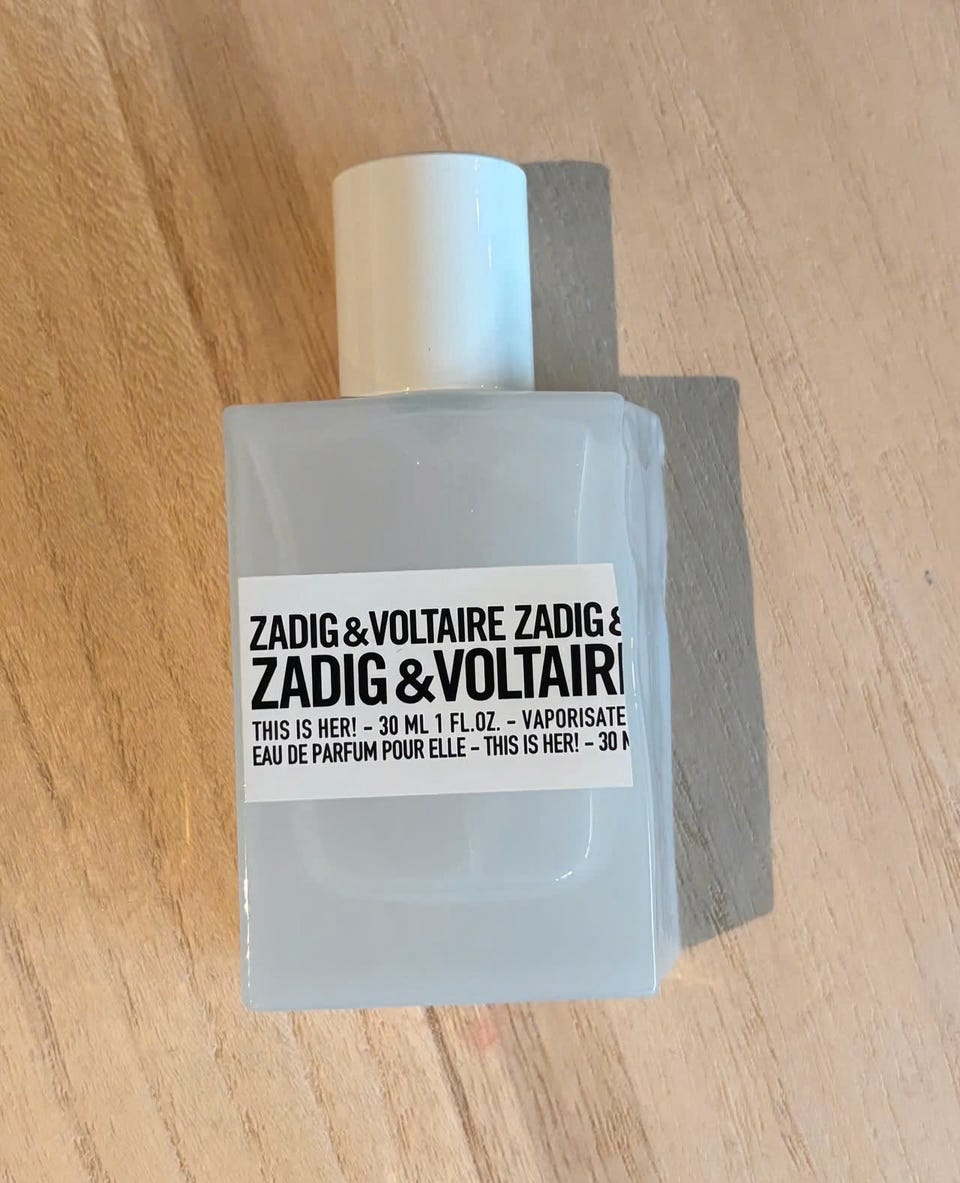 ZADIG&VOLTAIRE ZADIG &
ZADIG &VOLTAIR
THIS IS HER! – 30 ML 1 FL.OZ. – VAPORISATE
EAU DE PARFUM POUR ELLE – THIS IS HER! – 30